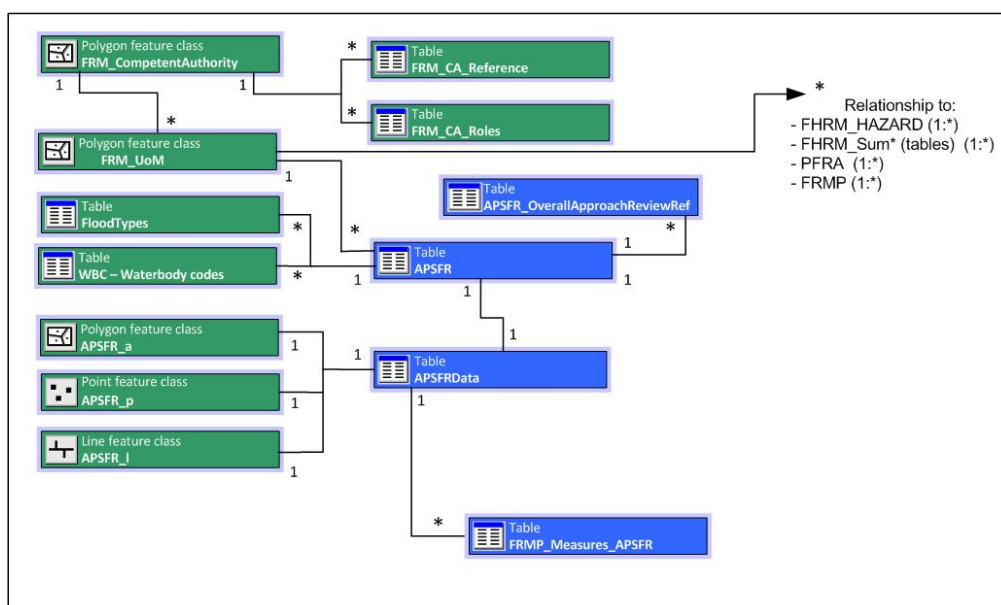 Polygon feature class
FRM_CompetentAuthority
1
1
*
Table
FRM_CA_Reference
*
Table
FRM_CA_Roles
*
Relationship to:
- FHRM_HAZARD (1:*)
- FHRM_Sum* (tables) (1:*)
- PFRA (1:*)
- FRMP (1:*)
*
Polygon feature class
FRM_UoM
1
Table
APSFR_OverallApproachReviewRef
*
Table
FloodTypes
*
Table
WBC – Waterbody codes
*
*
Table
APSFR
1
1
1
1
1
Polygon feature class
APSFR_a
1
Point feature class
APSFR_p
1
Line feature class
APSFR_l
1
1
Table
APSFRData
1
*
Table
FRMP_Measures_APSFR